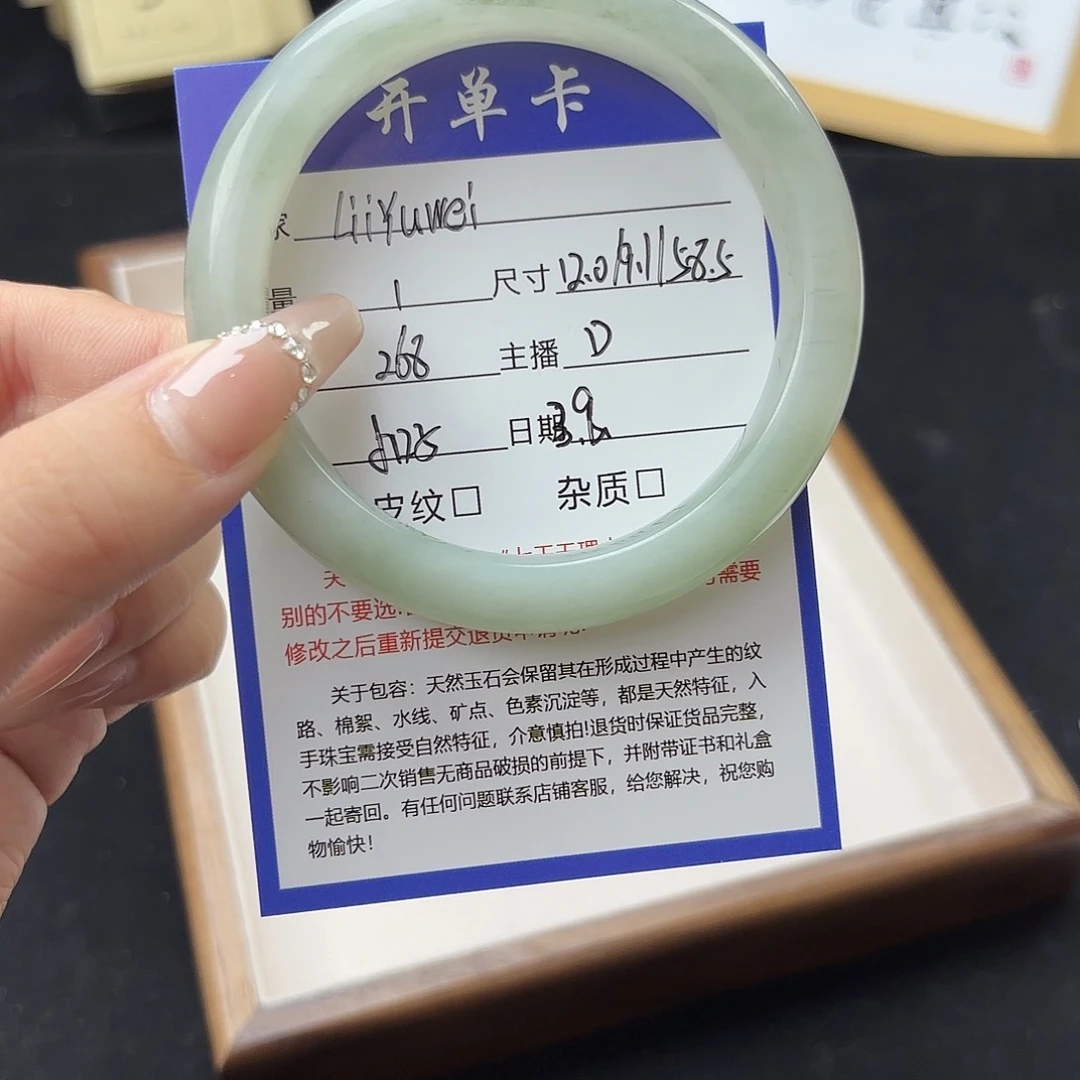 开单卡
家 LiiYuwei
量 1 尺寸 12.0/9.1/58.5
268 主播 D
日期 3.9
皮纹□ 杂质□
天 需要
别的不要选
修改之后重新提交退货申请
关于包容：天然玉石会保留其在形成过程中产生的纹
路、棉絮、水线、矿点、色素沉淀等，都是天然特征，入
手珠宝需接受自然特征，介意慎拍!退货时保证货品完整，
不影响二次销售无商品破损的前提下，并附带证书和礼盒
一起寄回。有任何问题联系店铺客服，给您解决，祝您购
物愉快!